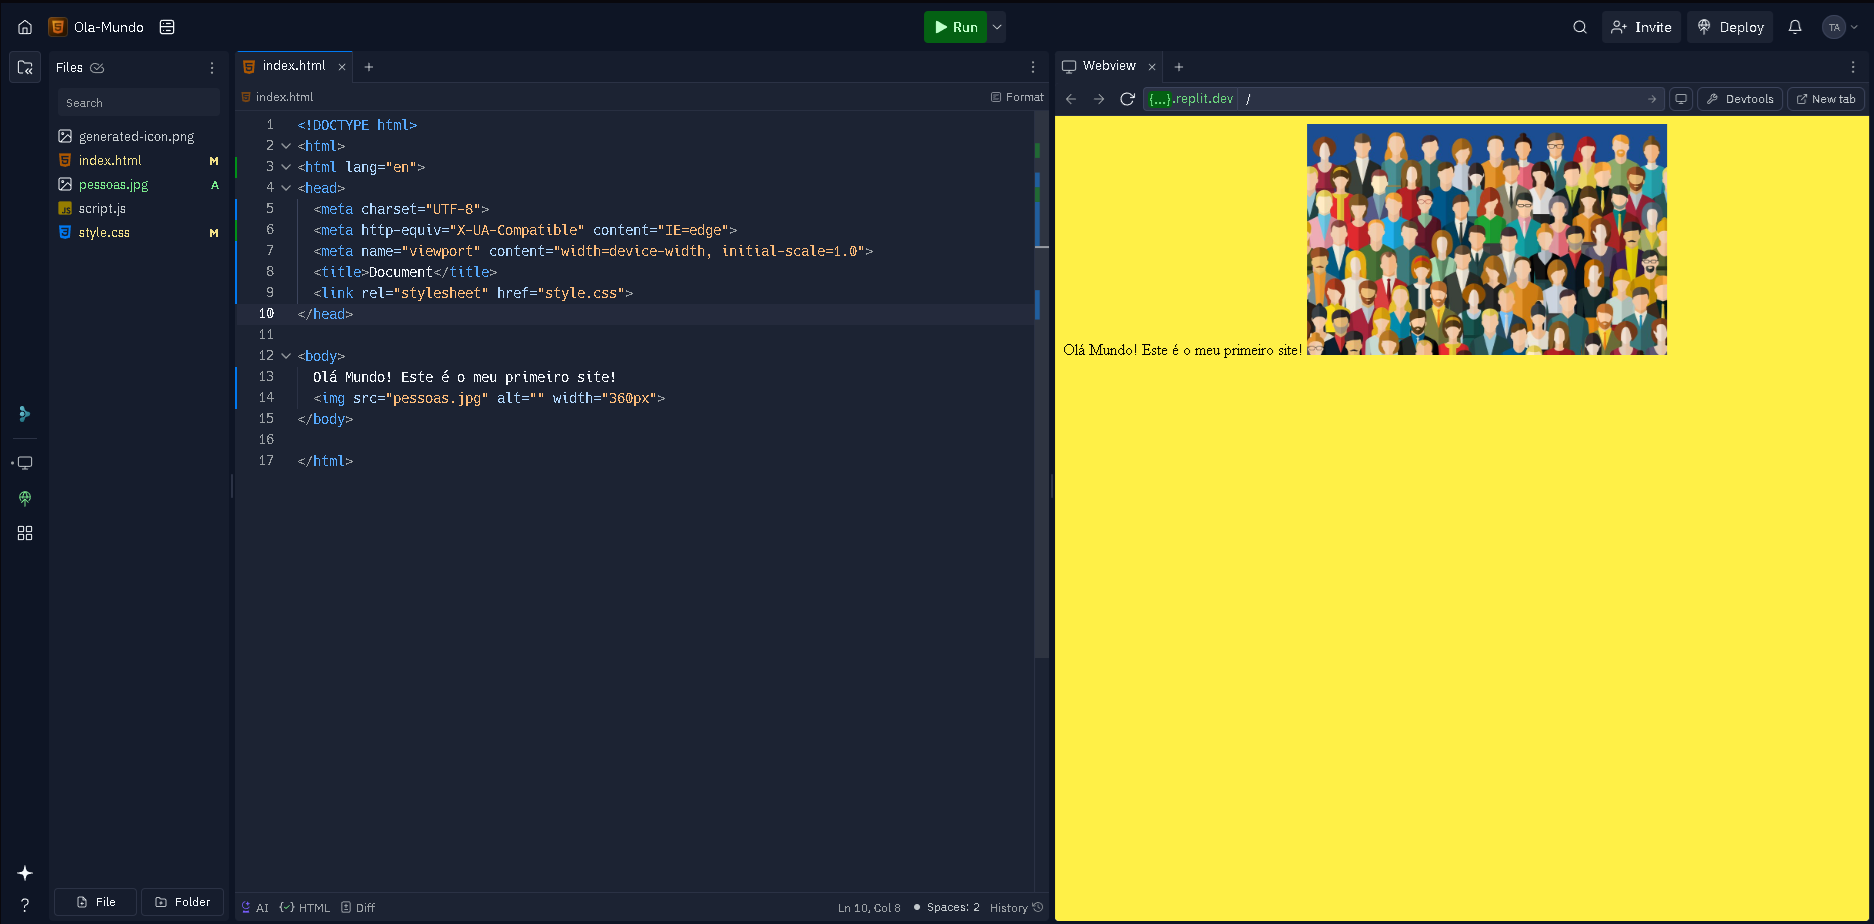 Ola-Mundo
Run
Invite
Deploy
TA
Files
Search
generated-icon.png
index.html M
pessoas.jpg A
script.js
style.css M
File
Folder
index.html
index.html
Format
1 <!DOCTYPE html>
2 <html>
3 <html lang="en">
4 <head>
5 <meta charset="UTF-8">
6 <meta http-equiv="X-UA-Compatible" content="IE=edge">
7 <meta name="viewport" content="width=device-width, initial-scale=1.0">
8 <title>Document</title>
9 <link rel="stylesheet" href="style.css">
10 </head>
11
12 <body>
13 Olá Mundo! Este é o meu primeiro site!
14 <img src="pessoas.jpg" alt="" width="360px">
15 </body>
16
17 </html>
AI
HTML
Diff
Ln 10, Col 8
Spaces: 2
History
Webview
{...}.replit.dev /
Devtools
New tab
Olá Mundo! Este é o meu primeiro site!